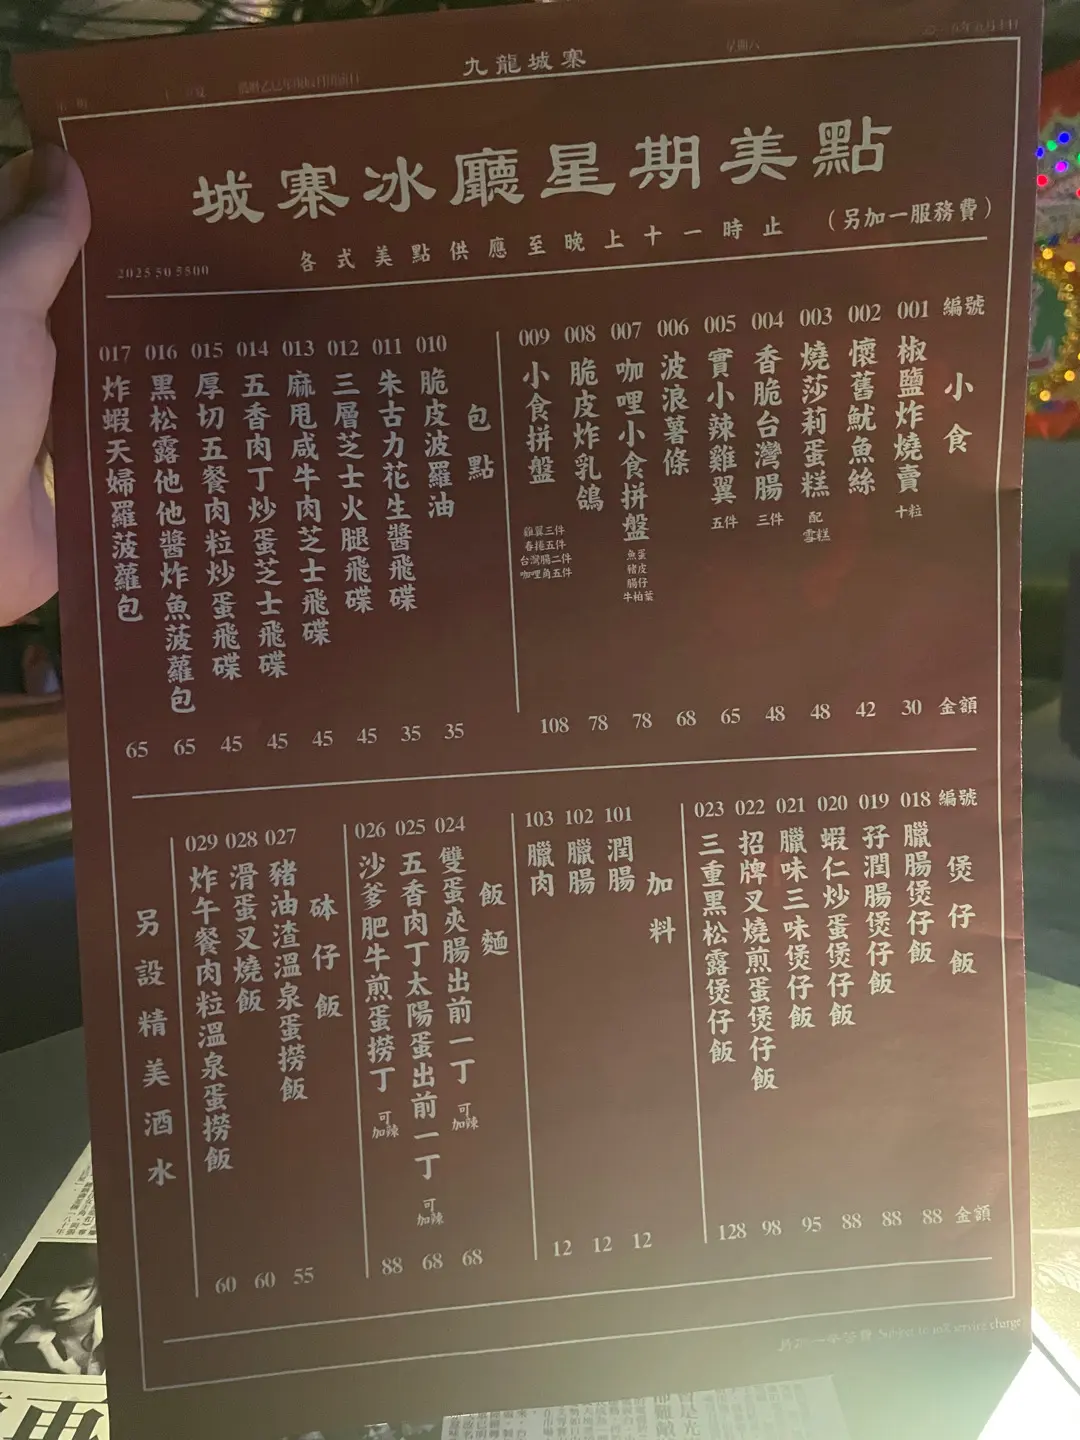 九龍城寨
星期六
城寨冰廳星期美點
各式美點供應至晚上十一時止
（另加一服務費）
2025505500
編號
小食
001 椒鹽炸燒賣 十粒 30
002 懷舊魷魚絲 42
003 燒莎莉蛋糕 配雪糕 48
004 香脆台灣腸 三件 48
005 實小辣雞翼 五件 65
006 波浪薯條 68
007 咖哩小食拼盤 魚蛋 豬皮 腸仔 牛柏葉 78
008 脆皮炸乳鴿 78
009 小食拼盤 雞翼三件 春捲五件 台灣腸二件 咖哩角五件 108
金額
包點
010 脆皮波羅油 35
011 朱古力花生醬飛碟 35
012 三層芝士火腿飛碟 45
013 麻甩咸牛肉芝士飛碟 45
014 五香肉丁炒蛋芝士飛碟 45
015 厚切五餐肉粒炒蛋飛碟 45
016 黑松露他他醬炸魚菠蘿包 65
017 炸蝦天婦羅菠蘿包 65
編號
煲仔飯
018 臘腸煲仔飯 88
019 孖潤腸煲仔飯 88
020 蝦仁炒蛋煲仔飯 88
021 臘味三味煲仔飯 95
022 招牌叉燒煎蛋煲仔飯 98
023 三重黑松露煲仔飯 128
金額
加料
101 潤腸 12
102 臘腸 12
103 臘肉 12
飯麵
024 雙蛋夾腸出前一丁 可加辣 68
025 五香肉丁太陽蛋出前一丁 可加辣 68
026 沙爹肥牛煎蛋撈丁 可加辣 88
砵仔飯
027 豬油渣溫泉蛋撈飯 55
028 滑蛋叉燒飯 60
029 炸午餐肉粒溫泉蛋撈飯 60
另設精美酒水
Subject to 10% service charge